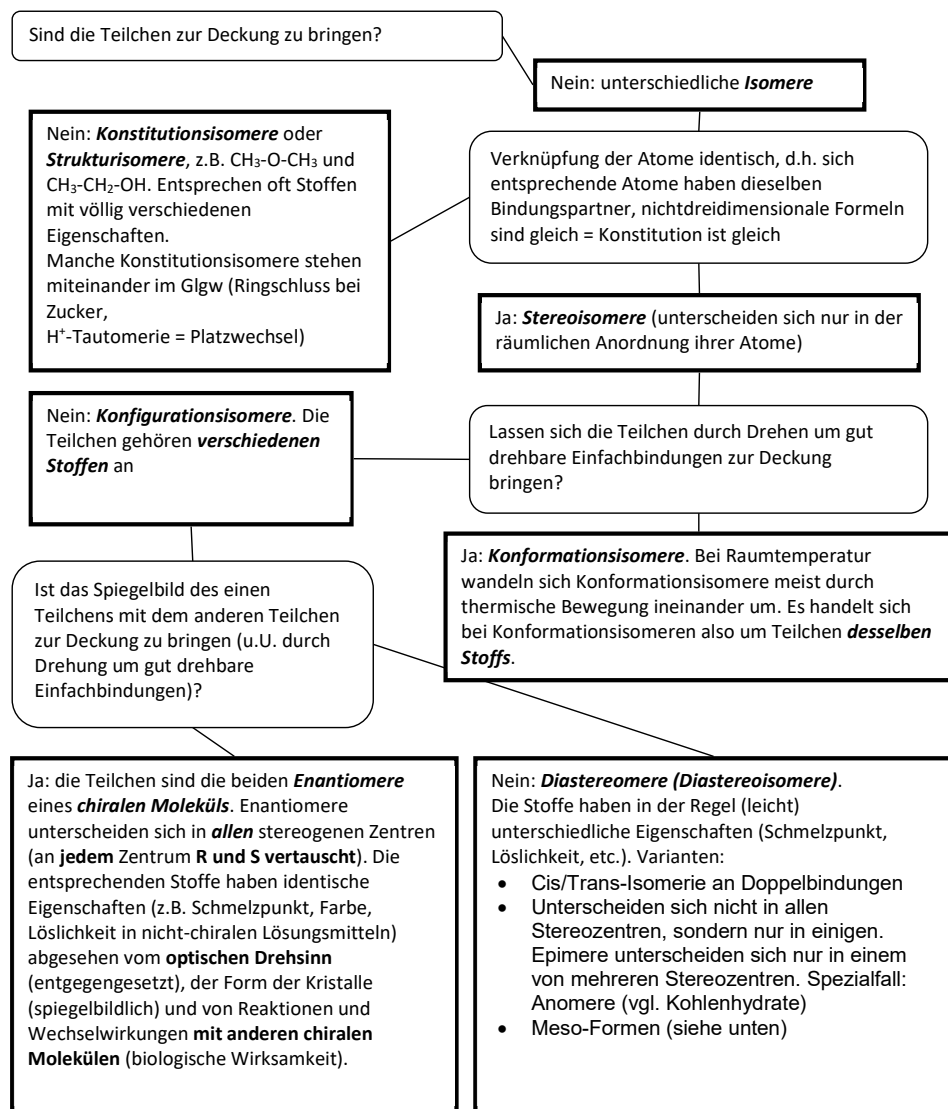 Sind die Teilchen zur Deckung zu bringen?
Nein: unterschiedliche Isomere
Nein: Konstitutionsisomere oder
Strukturisomere, z.B. CH₃-O-CH₃ und
CH₃-CH₂-OH. Entsprechen oft Stoffen
mit völlig verschiedenen
Eigenschaften.
Manche Konstitutionsisomere stehen
miteinander im Glgw (Ringschluss bei
Zucker,
H⁺-Tautomerie = Platzwechsel)
Verknüpfung der Atome identisch, d.h. sich
entsprechende Atome haben dieselben
Bindungspartner, nichtdreidimensionale Formeln
sind gleich = Konstitution ist gleich
Ja: Stereoisomere (unterscheiden sich nur in der
räumlichen Anordnung ihrer Atome)
Nein: Konfigurationsisomere. Die
Teilchen gehören verschiedenen
Stoffen an
Lassen sich die Teilchen durch Drehen um gut
drehbare Einfachbindungen zur Deckung
bringen?
Ja: Konformationsisomere. Bei Raumtemperatur
wandeln sich Konformationsisomere meist durch
thermische Bewegung ineinander um. Es handelt sich
bei Konformationsisomeren also um Teilchen desselben
Stoffs.
Ist das Spiegelbild des einen
Teilchens mit dem anderen Teilchen
zur Deckung zu bringen (u.U. durch
Drehung um gut drehbare
Einfachbindungen)?
Ja: die Teilchen sind die beiden Enantiomere
eines chiralen Moleküls. Enantiomere
unterscheiden sich in allen stereogenen Zentren
(an jedem Zentrum R und S vertauscht). Die
entsprechenden Stoffe haben identische
Eigenschaften (z.B. Schmelzpunkt, Farbe,
Löslichkeit in nicht-chiralen Lösungsmitteln)
abgesehen vom optischen Drehsinn
(entgegengesetzt), der Form der Kristalle
(spiegelbildlich) und von Reaktionen und
Wechselwirkungen mit anderen chiralen
Molekülen (biologische Wirksamkeit).
Nein: Diastereomere (Diastereoisomere).
Die Stoffe haben in der Regel (leicht)
unterschiedliche Eigenschaften (Schmelzpunkt,
Löslichkeit, etc.). Varianten:
• Cis/Trans-Isomerie an Doppelbindungen
• Unterscheiden sich nicht in allen
Stereozentren, sondern nur in einigen.
Epimere unterscheiden sich nur in einem
von mehreren Stereozentren. Spezialfall:
Anomere (vgl. Kohlenhydrate)
• Meso-Formen (siehe unten)